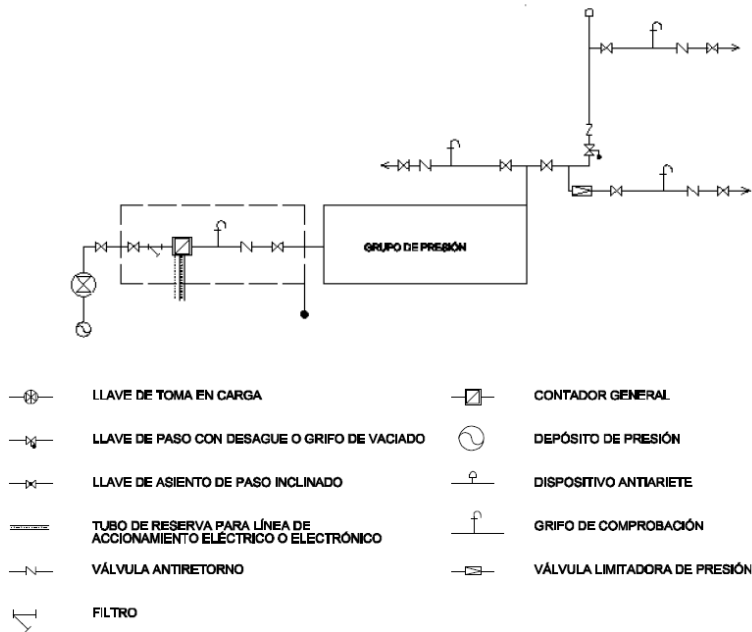 GRUPO DE PRESIÓN
LLAVE DE TOMA EN CARGA
LLAVE DE PASO CON DESAGUE O GRIFO DE VACIADO
LLAVE DE ASIENTO DE PASO INCLINADO
TUBO DE RESERVA PARA LÍNEA DE
ACCIONAMIENTO ELÉCTRICO O ELECTRÓNICO
VÁLVULA ANTIRETORNO
FILTRO
CONTADOR GENERAL
DEPÓSITO DE PRESIÓN
DISPOSITIVO ANTIARIETE
GRIFO DE COMPROBACIÓN
VÁLVULA LIMITADORA DE PRESIÓN